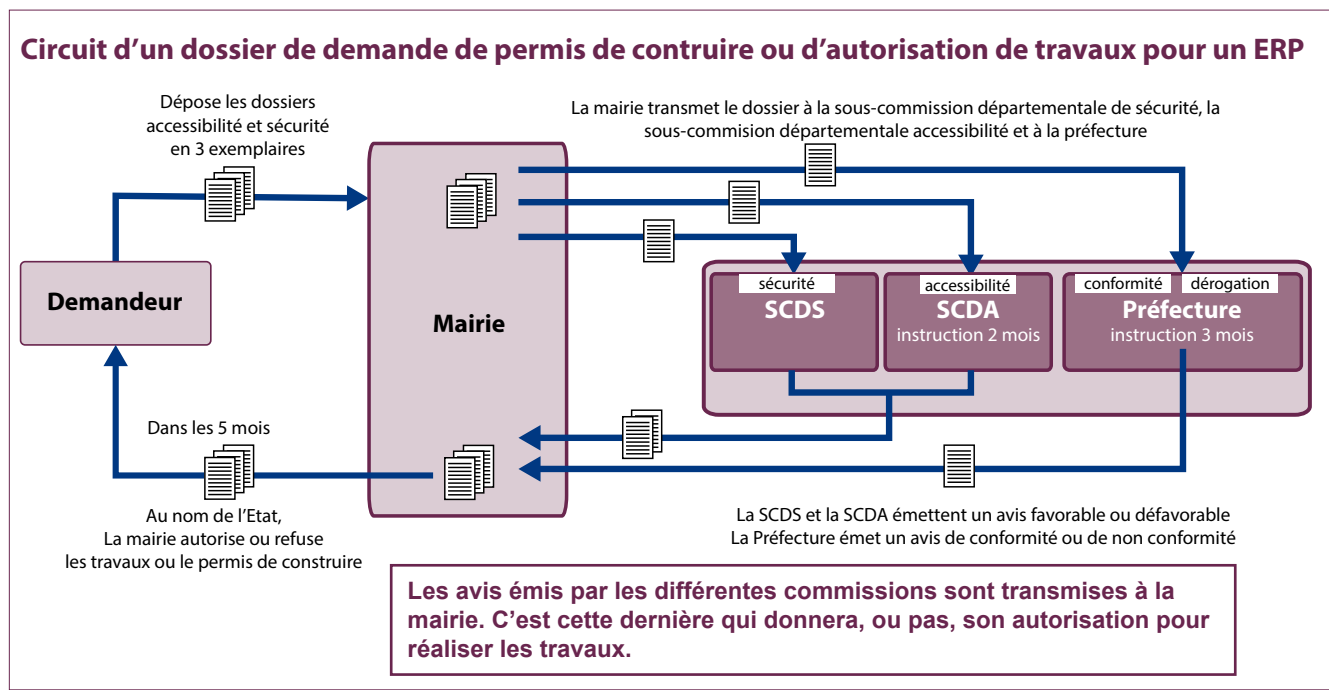 Circuit d’un dossier de demande de permis de contruire ou d’autorisation de travaux pour un ERP
Dépose les dossiers
accessibilité et sécurité
en 3 exemplaires
La mairie transmet le dossier à la sous-commission départementale de sécurité, la
sous-commision départementale accessibilité et à la préfecture
Demandeur
Mairie
sécurité
SCDS
accessibilité
SCDA
instruction 2 mois
conformité
dérogation
Préfecture
instruction 3 mois
Dans les 5 mois
Au nom de l’Etat,
La mairie autorise ou refuse
les travaux ou le permis de construire
La SCDS et la SCDA émettent un avis favorable ou défavorable
La Préfecture émet un avis de conformité ou de non conformité
Les avis émis par les différentes commissions sont transmises à la
mairie. C’est cette dernière qui donnera, ou pas, son autorisation pour
réaliser les travaux.